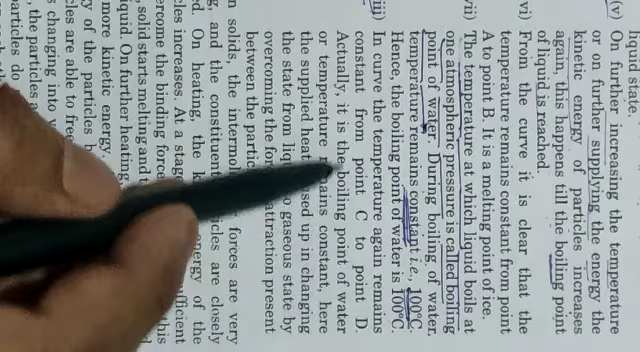 liquid state.
(v) On further increasing the temperature
or on further supplying the energy the
kinetic energy of particles increases
again, this happens till the boiling point
of liquid is reached.
vi) From the curve it is clear that the
temperature remains constant from point
A to point B. It is a melting point of ice.
vii) The temperature at which liquid boils at
one atmospheric pressure is called boiling
point of water. During boiling of water,
temperature remains constant i.e., 100°C.
Hence, the boiling point of water is 100°C.
iii) In curve the temperature again remains
constant from point C to point D.
Actually, it is the boiling point of water
or temperature remains constant, here
the supplied heat used up in changing
the state from to gaseous state by
overcoming the attraction present
between the
n solids, the forces are very
g and the constituent are closely
ed. On heating, the energy of the
cles increases. At a stage
ercome the binding force this
solid starts melting and
iquid. On further heating,
more kinetic energy.
gy of the particles
cles are able to free
s changing into
, the particles
articles do